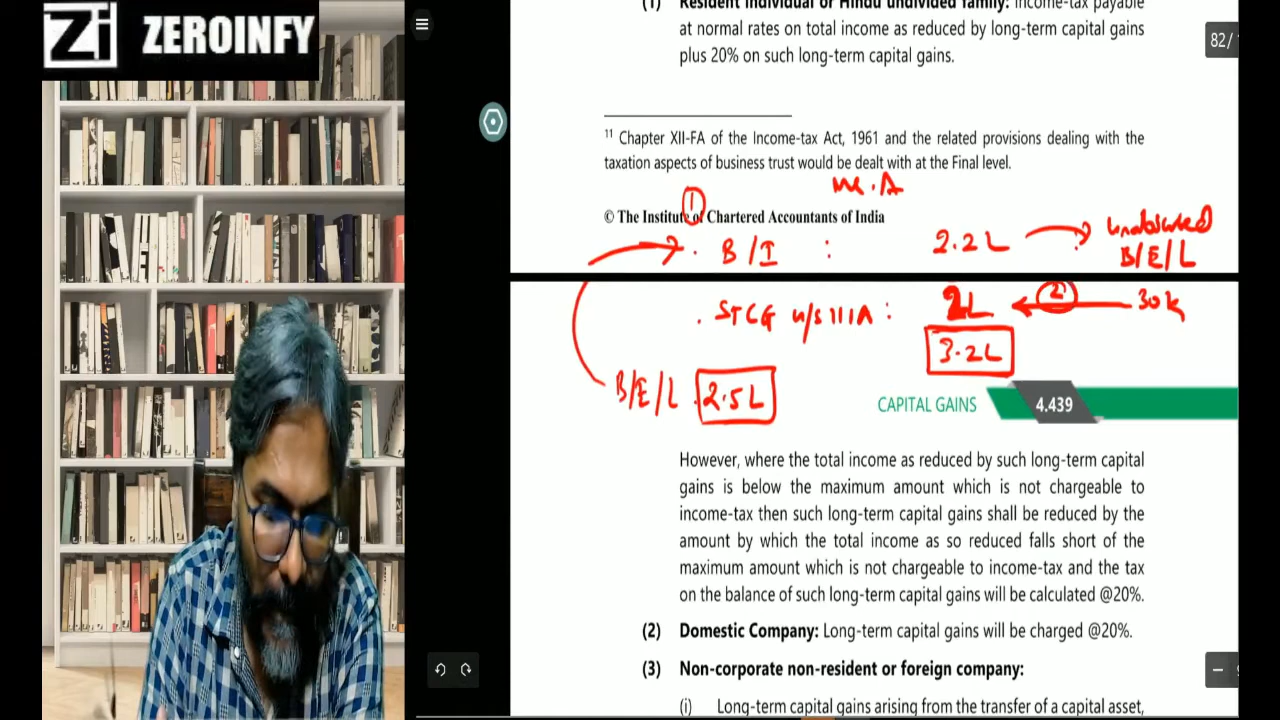 Zi ZEROINFY
(1) Resident individual or Hindu undivided family: Income-tax payable
at normal rates on total income as reduced by long-term capital gains
plus 20% on such long-term capital gains.
82/
11 Chapter XII-FA of the Income-tax Act, 1961 and the related provisions dealing with the
taxation aspects of business trust would be dealt with at the Final level.
1
© The Institute of Chartered Accountants of India
B/I : 2.2L
B/E/L
STCG u/s 111A : 2L 2 30k
3.2L
B/E/L 2.5L
CAPITAL GAINS 4.439
However, where the total income as reduced by such long-term capital
gains is below the maximum amount which is not chargeable to
income-tax then such long-term capital gains shall be reduced by the
amount by which the total income as so reduced falls short of the
maximum amount which is not chargeable to income-tax and the tax
on the balance of such long-term capital gains will be calculated @20%.
(2) Domestic Company: Long-term capital gains will be charged @20%.
(3) Non-corporate non-resident or foreign company:
(i) Long-term capital gains arising from the transfer of a capital asset,